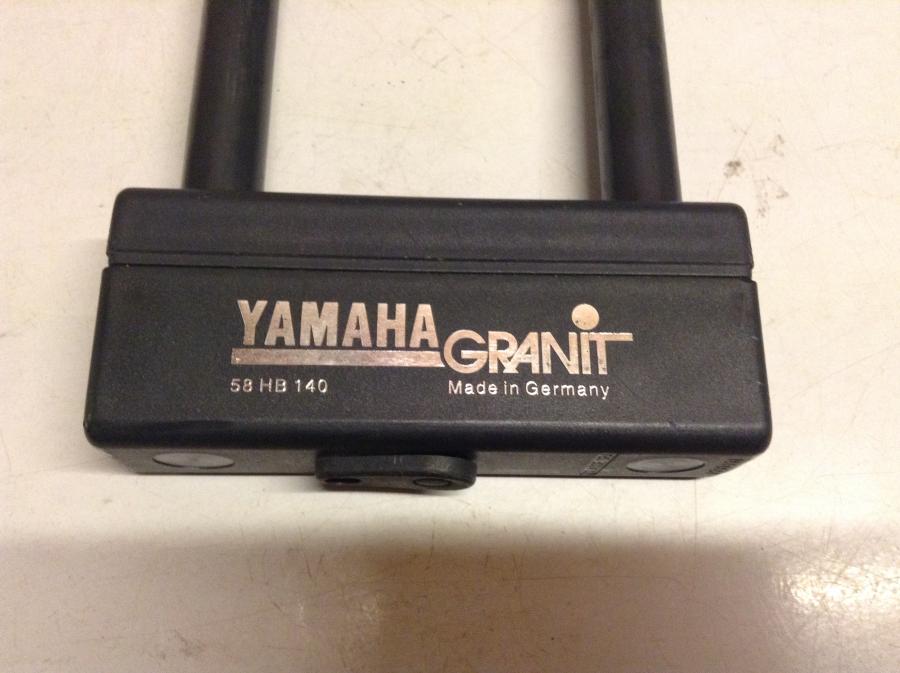 YAMAHA GRANIT
58 HB 140 Made in Germany